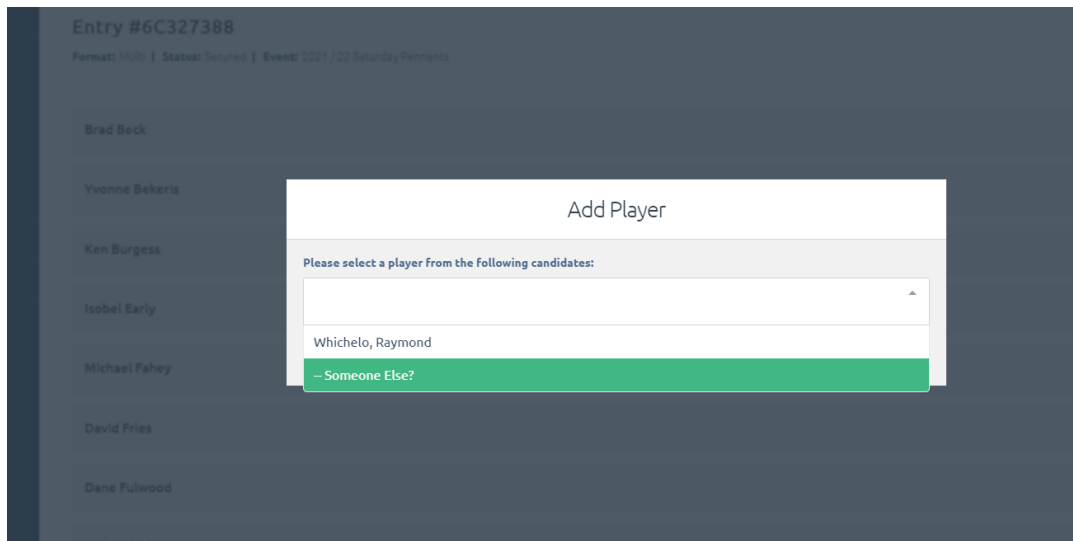 Entry #6C327388
Format: Multi | Status: Secured | Event: 2021 / 22 Saturday Pennants
Brad Beck
Yvonne Bekeris
Add Player
Ken Burgess
Please select a player from the following candidates:
Isobel Early
Whichelo, Raymond
Michael Fahey
-- Someone Else?
David Fries
Dane Fulwood